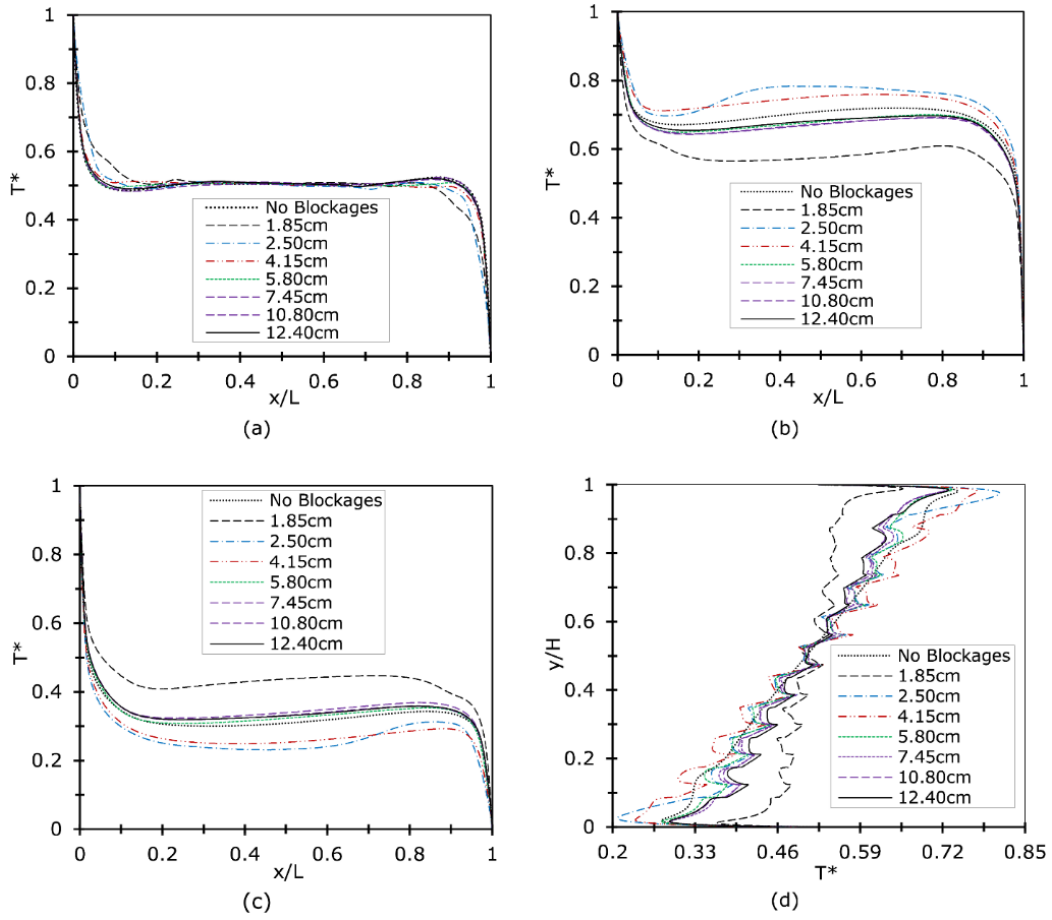 1
0.8
0.6
0.4
0.2
0
T*
0
0.2
0.4
0.6
0.8
1
x/L
No Blockages
1.85cm
2.50cm
4.15cm
5.80cm
7.45cm
10.80cm
12.40cm
(a)
1
0.8
0.6
0.4
0.2
0
T*
0
0.2
0.4
0.6
0.8
1
x/L
No Blockages
1.85cm
2.50cm
4.15cm
5.80cm
7.45cm
10.80cm
12.40cm
(b)
1
0.8
0.6
0.4
0.2
0
T*
0
0.2
0.4
0.6
0.8
1
x/L
No Blockages
1.85cm
2.50cm
4.15cm
5.80cm
7.45cm
10.80cm
12.40cm
(c)
1
0.8
0.6
0.4
0.2
0
y/H
0.2
0.33
0.46
0.59
0.72
0.85
T*
No Blockages
1.85cm
2.50cm
4.15cm
5.80cm
7.45cm
10.80cm
12.40cm
(d)